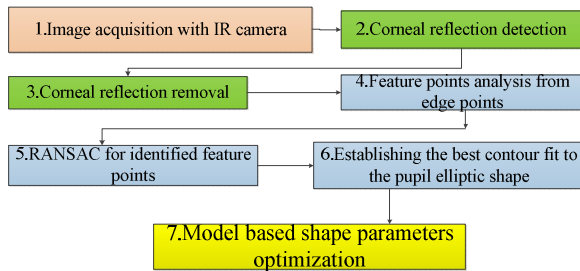 1.Image acquisition with IR camera
2.Corneal reflection detection
3.Corneal reflection removal
4.Feature points analysis from
edge points
5.RANSAC for identified feature
points
6.Establishing the best contour fit to
the pupil elliptic shape
7.Model based shape parameters
optimization